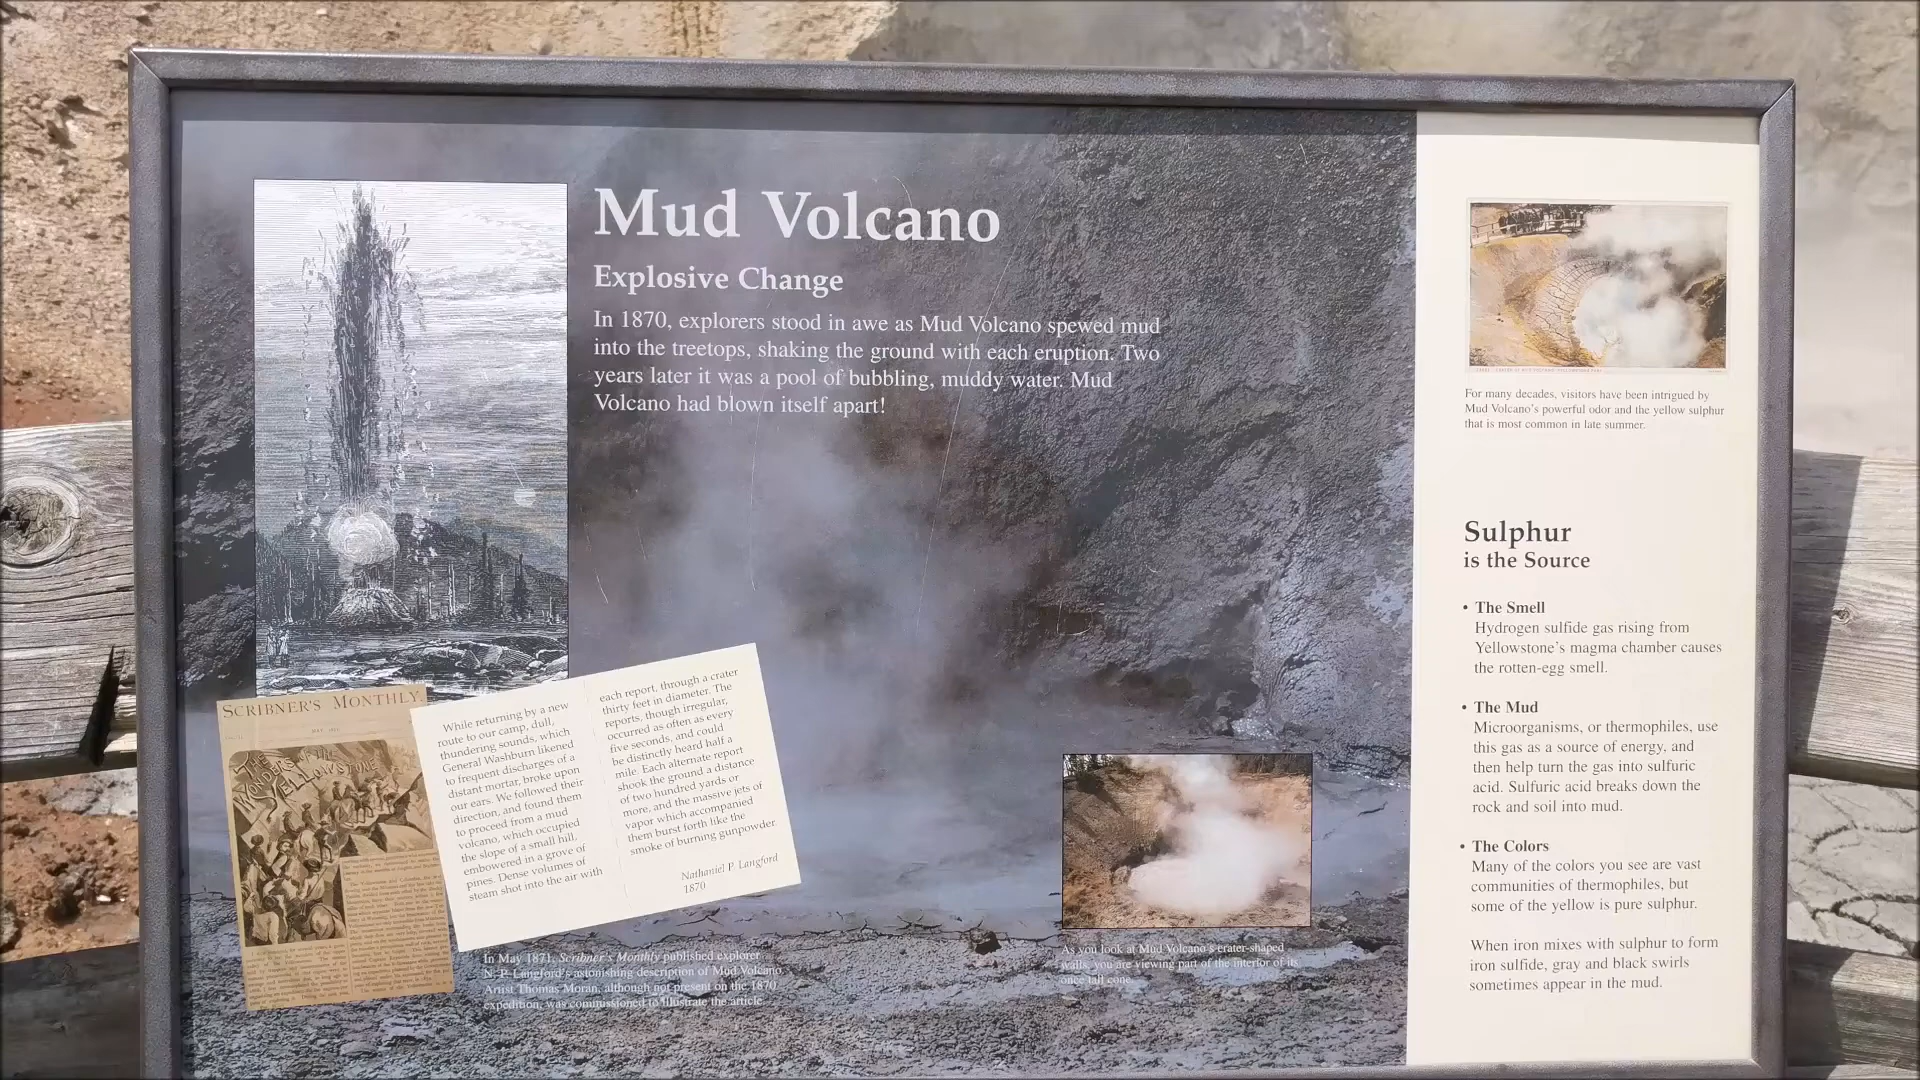 Mud Volcano
Explosive Change
In 1870, explorers stood in awe as Mud Volcano spewed mud
into the treetops, shaking the ground with each eruption. Two
years later it was a pool of bubbling, muddy water. Mud
Volcano had blown itself apart!
SCRIBNER'S MONTHLY.
THE
WONDERS OF THE
YELLOWSTONE
While returning by a new
route to our camp, dull,
thundering sounds, which
General Washburn likened
to frequent discharges of a
distant mortar, broke upon
our ears. We followed their
direction, and found them
to proceed from a mud
volcano, which occupied
the slope of a small hill,
embowered in a grove of
pines. Dense volumes of
steam shot into the air with
each report, through a crater
thirty feet in diameter. The
reports, though irregular,
occurred as often as every
five seconds, and could
be distinctly heard half a
mile. Each alternate report
shook the ground a distance
of two hundred yards or
more, and the massive jets of
vapor which accompanied
them burst forth like the
smoke of burning gunpowder.
Nathaniel P. Langford
1870
In May 1871, Scribner's Monthly published explorer
N. P. Langford's astonishing description of Mud Volcano.
Artist Thomas Moran, although not present on the 1870
expedition, was commissioned to illustrate the article.
As you look at Mud Volcano's crater-shaped
walls, you are viewing part of the interior of its
once tall cone.
For many decades, visitors have been intrigued by
Mud Volcano's powerful odor and the yellow sulphur
that is most common in late summer.
Sulphur
is the Source
• The Smell
Hydrogen sulfide gas rising from
Yellowstone's magma chamber causes
the rotten-egg smell.
• The Mud
Microorganisms, or thermophiles, use
this gas as a source of energy, and
then help turn the gas into sulfuric
acid. Sulfuric acid breaks down the
rock and soil into mud.
• The Colors
Many of the colors you see are vast
communities of thermophiles, but
some of the yellow is pure sulphur.
When iron mixes with sulphur to form
iron sulfide, gray and black swirls
sometimes appear in the mud.